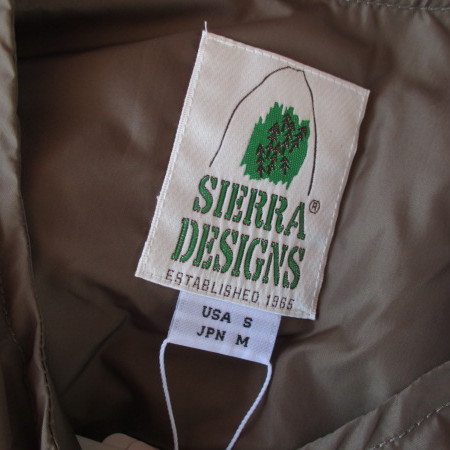 SIERRA®
DESIGNS
ESTABLISHED 1965
USA S
JPN M